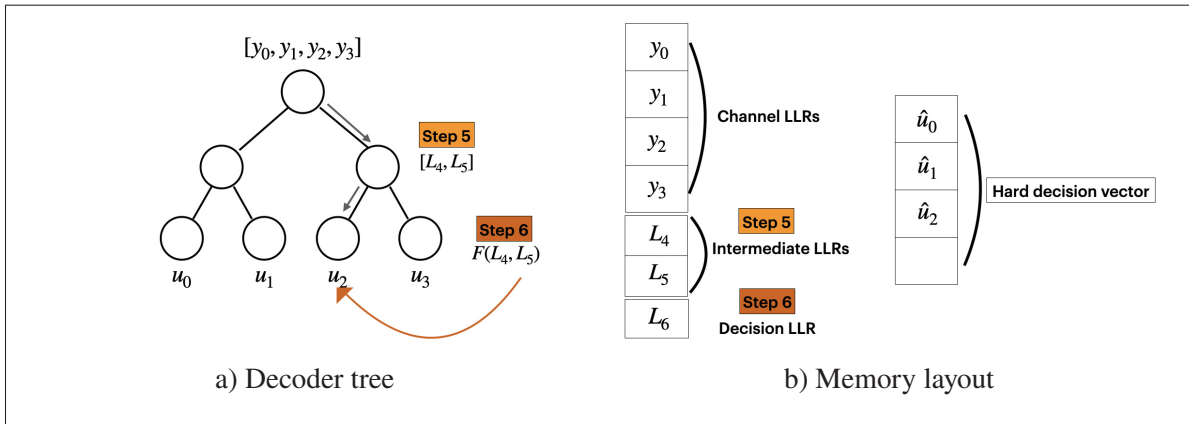 [y₀, y₁, y₂, y₃]
Step 5
[L₄, L₅]
Step 6
F(L₄, L₅)
u₀ u₁ u₂ u₃
a) Decoder tree
y₀
y₁
y₂
y₃
Channel LLRs
L₄
L₅
Step 5
Intermediate LLRs
L₆
Step 6
Decision LLR
û₀
û₁
û₂
Hard decision vector
b) Memory layout